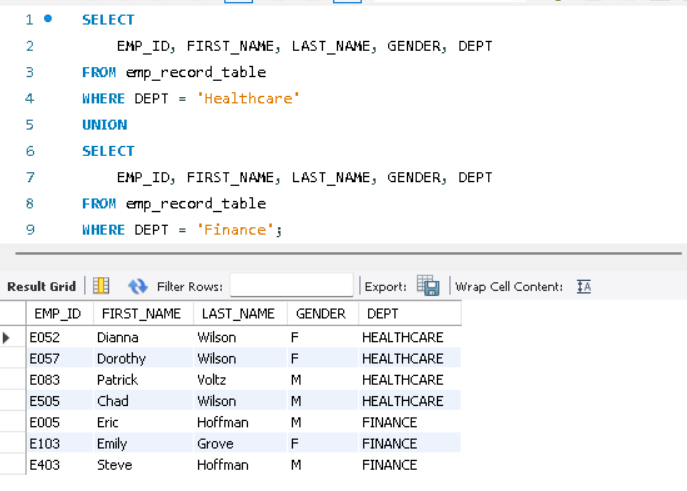 1 SELECT
2 EMP_ID, FIRST_NAME, LAST_NAME, GENDER, DEPT
3 FROM emp_record_table
4 WHERE DEPT = 'Healthcare'
5 UNION
6 SELECT
7 EMP_ID, FIRST_NAME, LAST_NAME, GENDER, DEPT
8 FROM emp_record_table
9 WHERE DEPT = 'Finance';
Result Grid Filter Rows: Export: Wrap Cell Content: IA
EMP_ID FIRST_NAME LAST_NAME GENDER DEPT
E052 Dianna Wilson F HEALTHCARE
E057 Dorothy Wilson F HEALTHCARE
E083 Patrick Voltz M HEALTHCARE
E505 Chad Wilson M HEALTHCARE
E005 Eric Hoffman M FINANCE
E103 Emily Grove F FINANCE
E403 Steve Hoffman M FINANCE